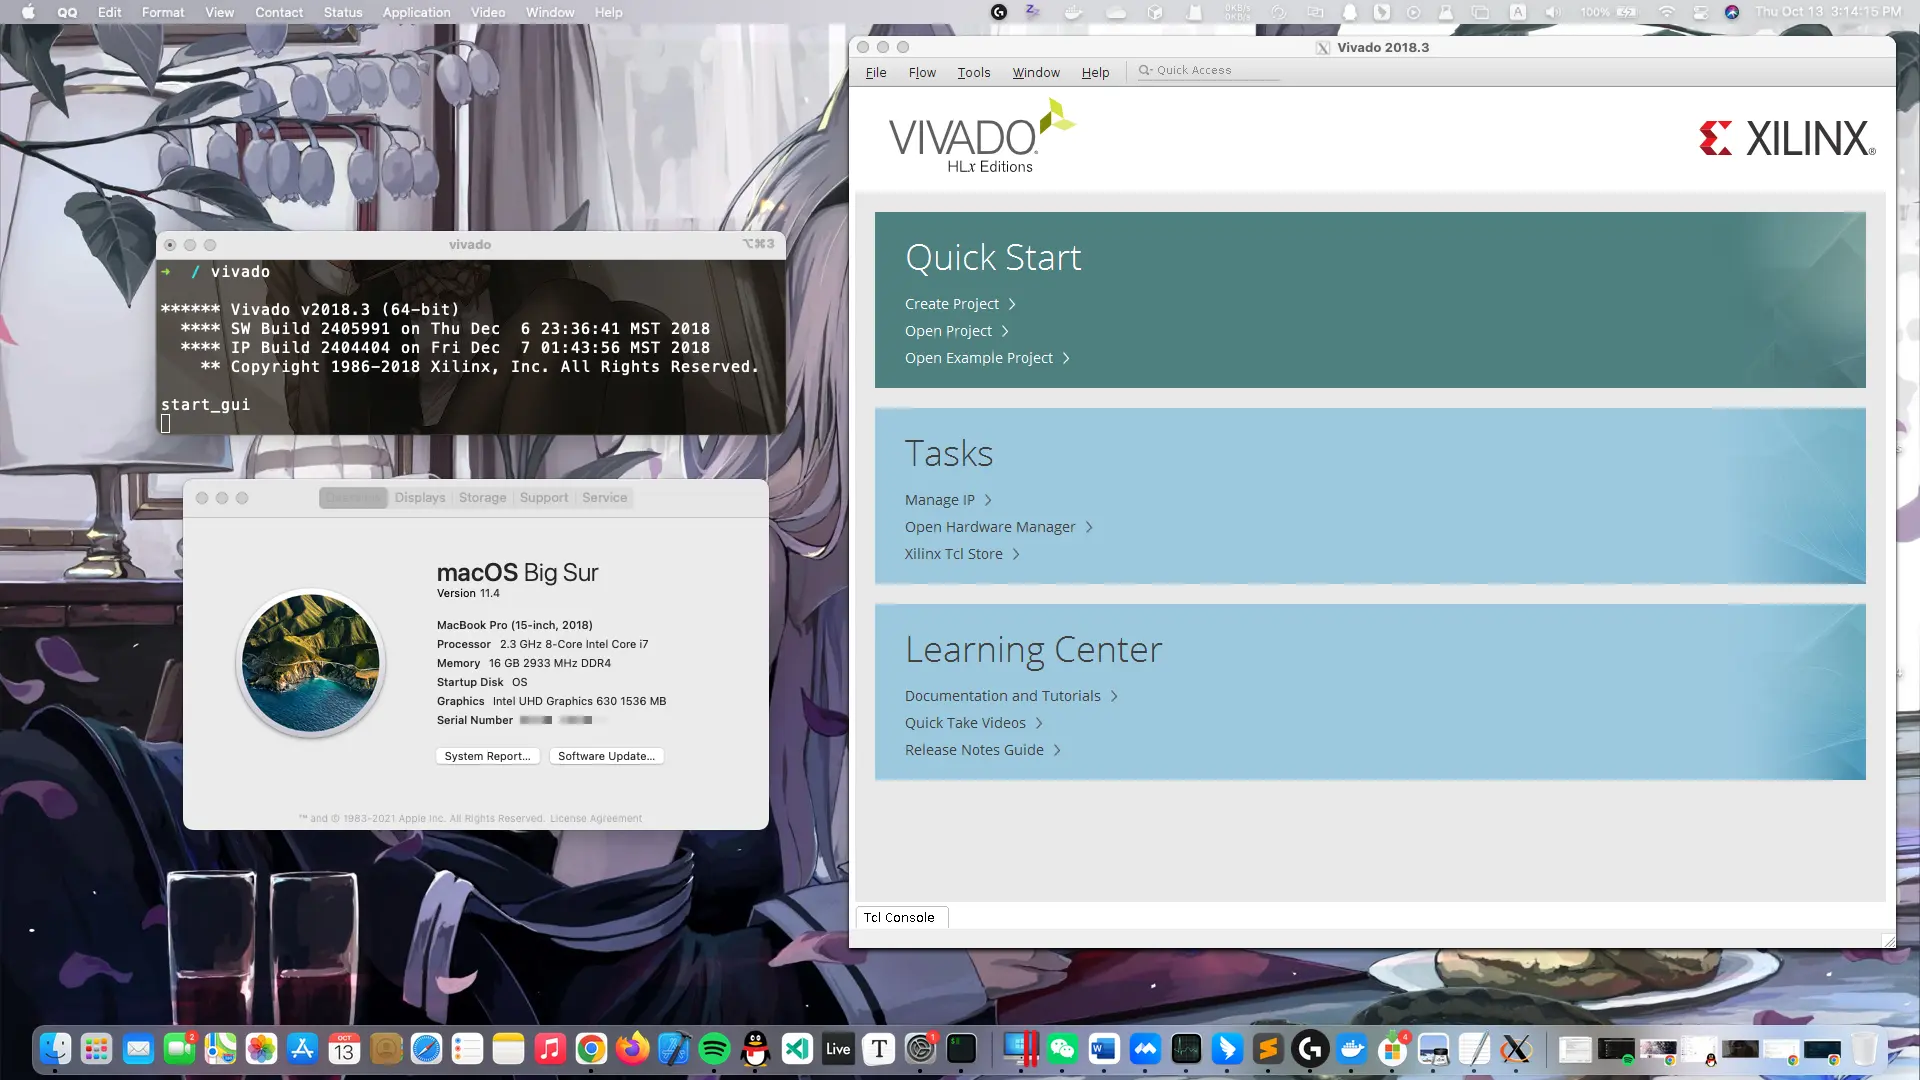 QQ Edit Format View Contact Status Application Video Window Help
0KB/s
0KB/s
A
100%
Thu Oct 13 3:14:15 PM
vivado
⌥⌘3
➜ / vivado
****** Vivado v2018.3 (64-bit)
**** SW Build 2405991 on Thu Dec 6 23:36:41 MST 2018
**** IP Build 2404404 on Fri Dec 7 01:43:56 MST 2018
** Copyright 1986-2018 Xilinx, Inc. All Rights Reserved.
start_gui
Displays Storage Support Service
macOS Big Sur
Version 11.4
MacBook Pro (15-inch, 2018)
Processor 2.3 GHz 8-Core Intel Core i7
Memory 16 GB 2933 MHz DDR4
Startup Disk OS
Graphics Intel UHD Graphics 630 1536 MB
Serial Number
System Report... Software Update...
™ and © 1983-2021 Apple Inc. All Rights Reserved. License Agreement
Vivado 2018.3
File Flow Tools Window Help Quick Access
VIVADO.
HLx Editions
XILINX®
Quick Start
Create Project >
Open Project >
Open Example Project >
Tasks
Manage IP >
Open Hardware Manager >
Xilinx Tcl Store >
Learning Center
Documentation and Tutorials >
Quick Take Videos >
Release Notes Guide >
Tcl Console
2
OCT
13
Live
T
1
W
4